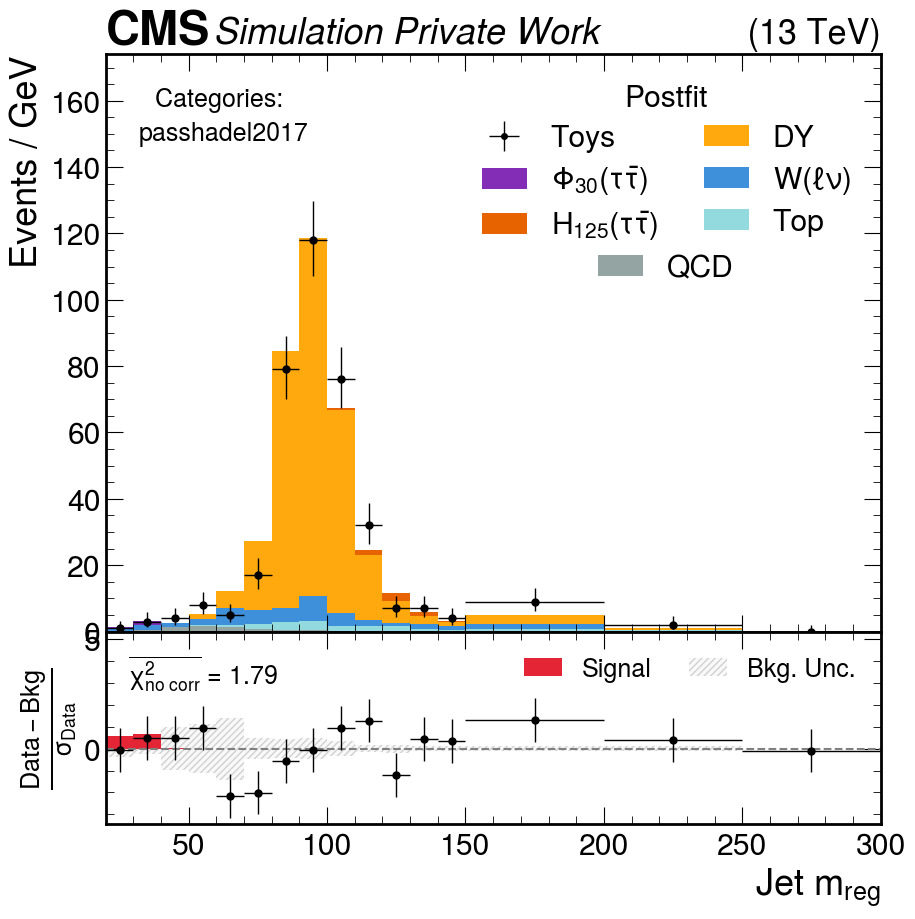 CMS Simulation Private Work (13 TeV)
Events / GeV
Categories:
passhadel2017
Postfit
Toys
Φ₃₀(ττ̄)
H₁₂₅(ττ̄)
DY
W(ℓν)
Top
QCD
160
140
120
100
80
60
40
20
0
5
0
χ²no corr = 1.79
Signal
Bkg. Unc.
Data – Bkg
σData
50 100 150 200 250 300
Jet mreg